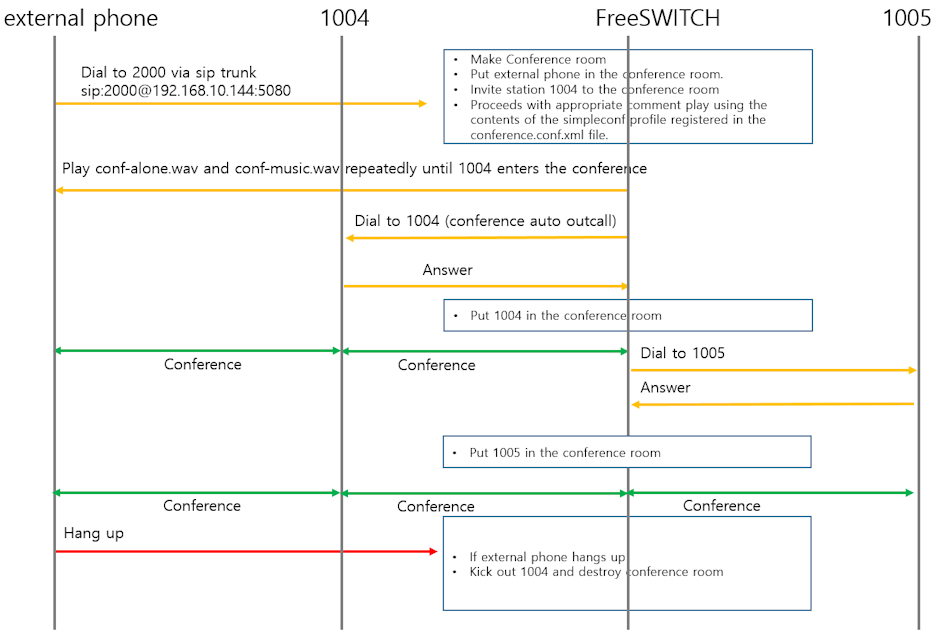 external phone
1004
FreeSWITCH
1005
Dial to 2000 via sip trunk
sip:2000@192.168.10.144:5080
• Make Conference room
• Put external phone in the conference room.
• Invite station 1004 to the conference room
• Proceeds with appropriate comment play using the
contents of the simpleconf profile registered in the
conference.conf.xml file.
Play conf-alone.wav and conf-music.wav repeatedly until 1004 enters the conference
Dial to 1004 (conference auto outcall)
Answer
• Put 1004 in the conference room
Conference
Conference
Dial to 1005
Answer
• Put 1005 in the conference room
Conference
Conference
Conference
Hang up
• If external phone hangs up
• Kick out 1004 and destroy conference room